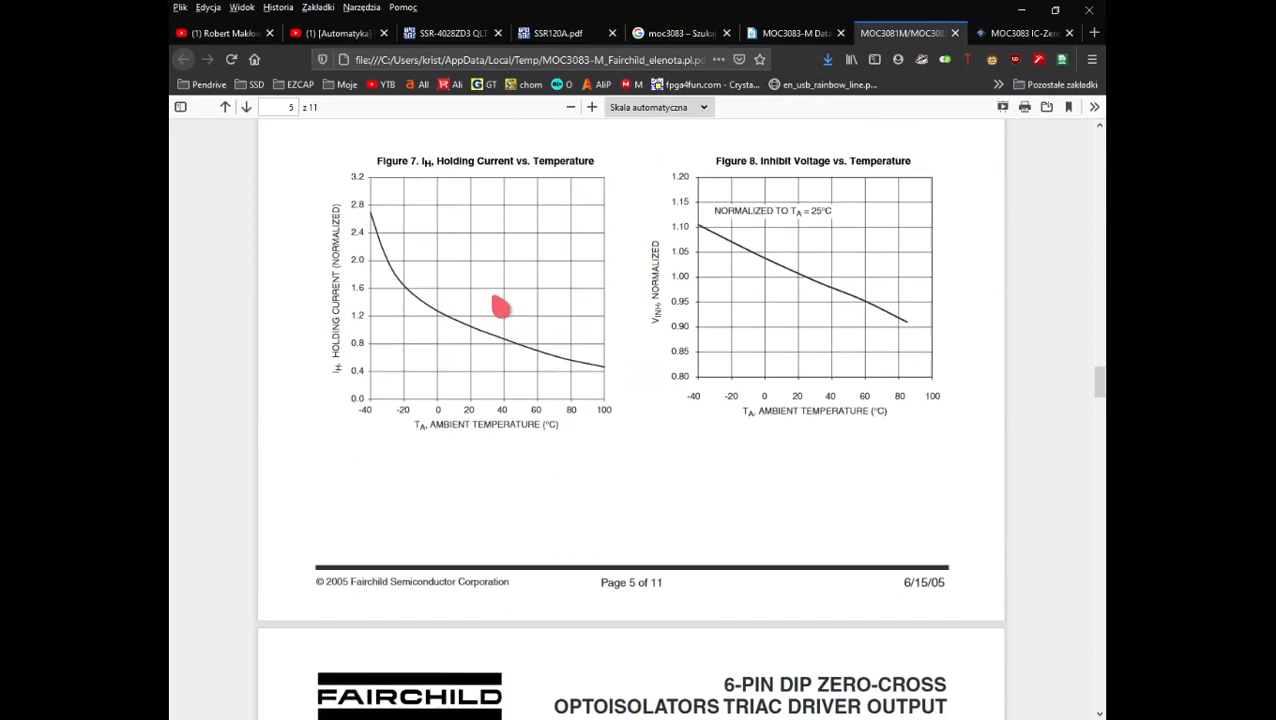 Plik Edycja Widok Historia Zakładki Narzędzia Pomoc
(1) Robert Makłow
(1) [Automatyka]
SSR-4028ZD3 QLT
SSR120A.pdf
moc3083 – Szukaj
MOC3083-M Data
MOC3081M/MOC308
MOC3083 IC-Zero
file:///C:/Users/krist/AppData/Local/Temp/MOC3083-M_Fairchild_elenota.pl.pd
Pendrive SSD EZCAP Moje YTB Ali GT chom O AliP M fpga4fun.com - Crysta... en_usb_rainbow_line.p... Pozostałe zakładki
5 z 11 Skala automatyczna
Figure 7. IH, Holding Current vs. Temperature
IH, HOLDING CURRENT (NORMALIZED)
3.2
2.8
2.4
2.0
1.6
1.2
0.8
0.4
0.0
-40 -20 0 20 40 60 80 100
TA, AMBIENT TEMPERATURE (°C)
Figure 8. Inhibit Voltage vs. Temperature
VINH, NORMALIZED
1.20
1.15
1.10
1.05
1.00
0.95
0.90
0.85
0.80
NORMALIZED TO TA = 25°C
-40 -20 0 20 40 60 80 100
TA, AMBIENT TEMPERATURE (°C)
© 2005 Fairchild Semiconductor Corporation Page 5 of 11 6/15/05
FAIRCHILD
6-PIN DIP ZERO-CROSS
OPTOISOLATORS TRIAC DRIVER OUTPUT